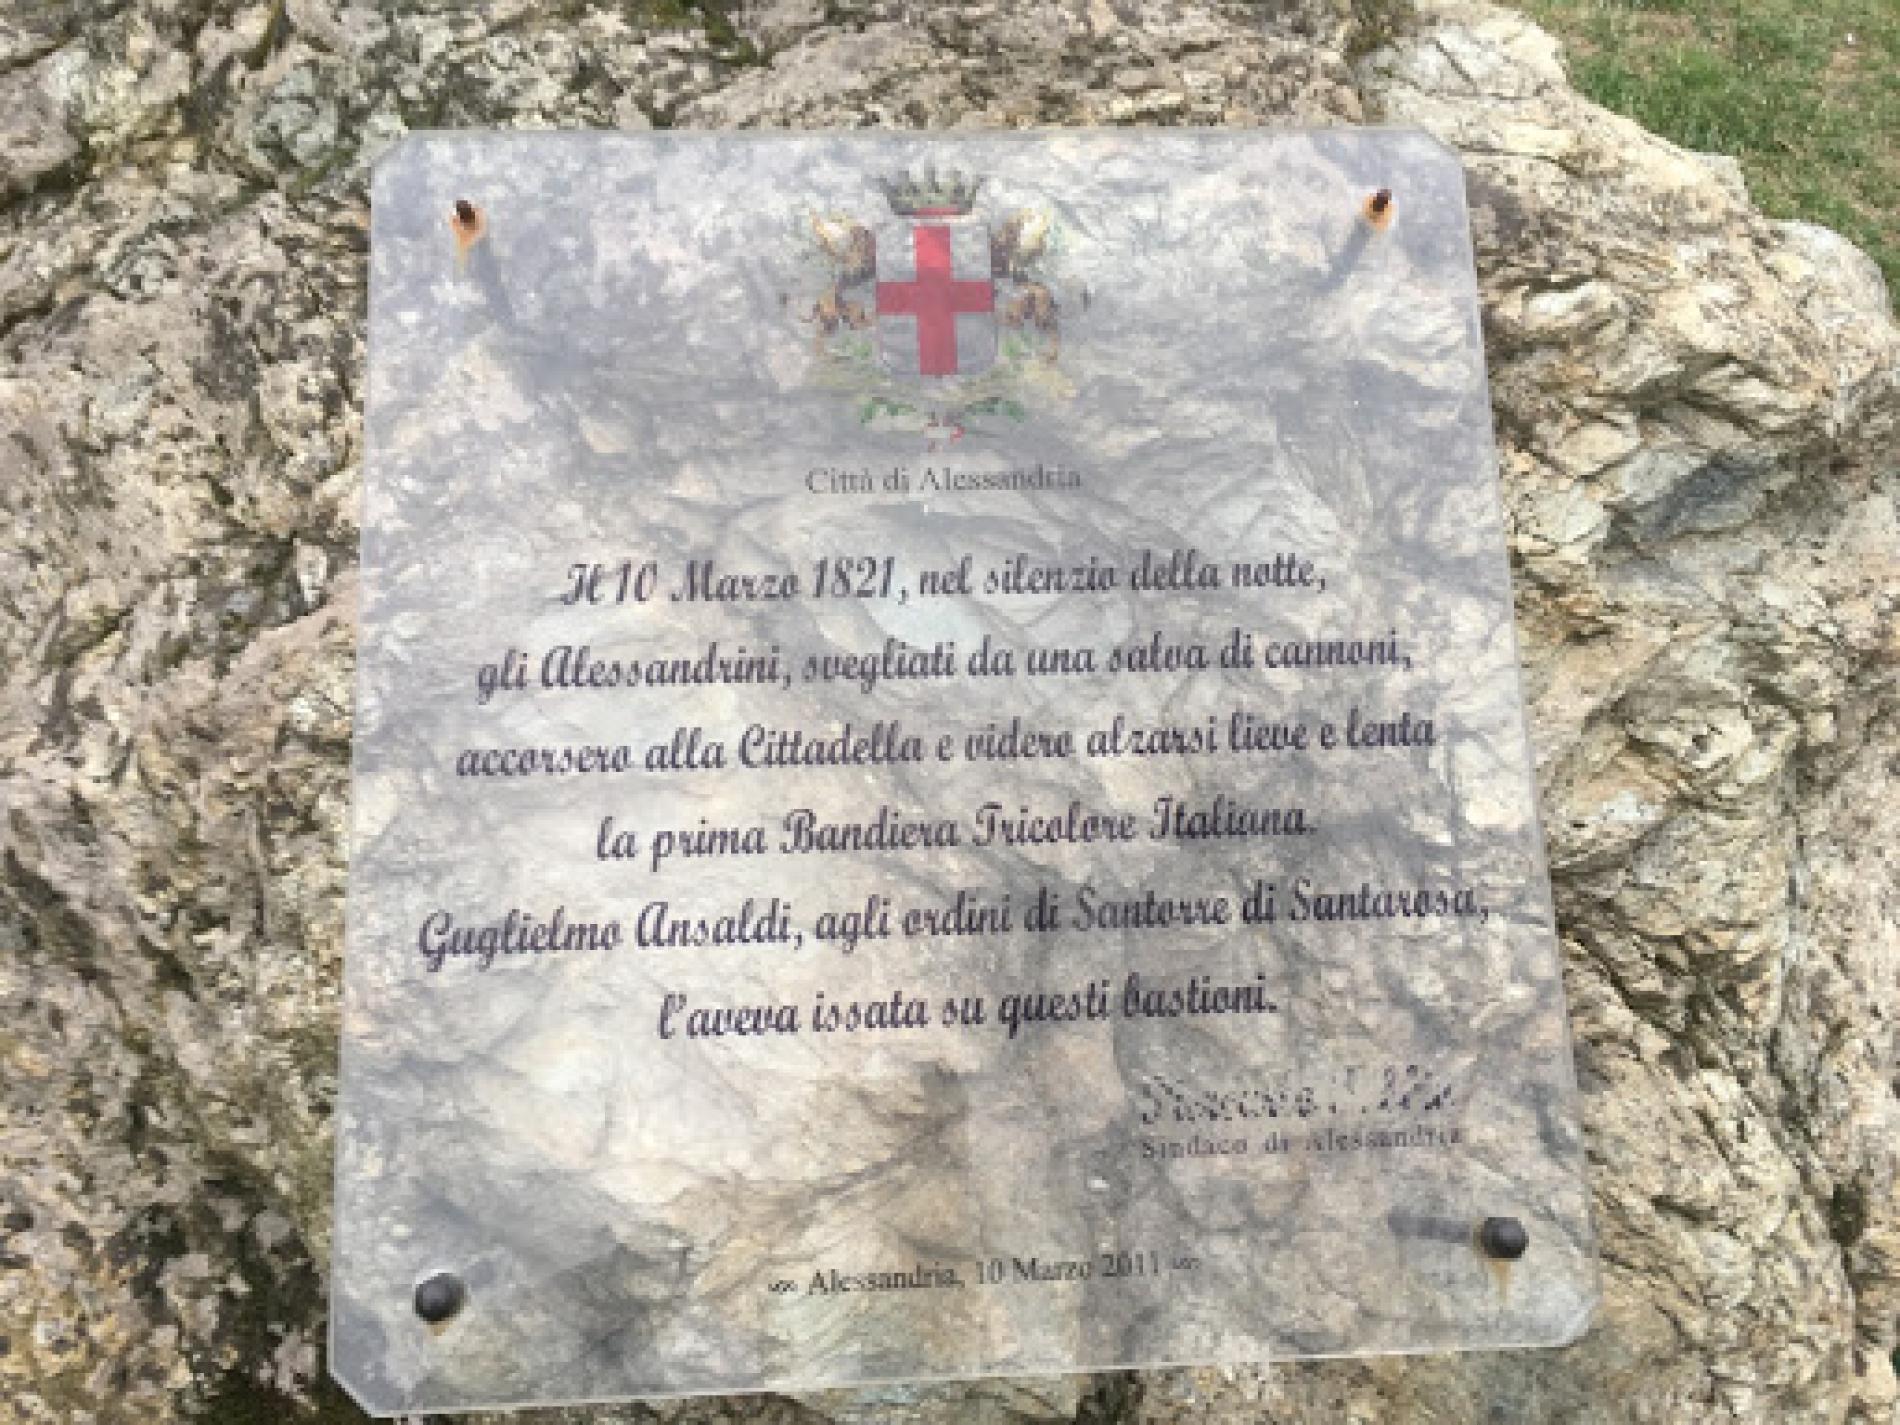 Città di Alessandria
Il 10 Marzo 1821, nel silenzio della notte,
gli Alessandrini, svegliati da una salva di cannoni,
accorsero alla Cittadella e videro alzarsi lieve e lenta
la prima Bandiera Tricolore Italiana.
Guglielmo Ansaldi, agli ordini di Santorre di Santarosa,
l'aveva issata su questi bastioni.
Sindaco di Alessandria
Alessandria, 10 Marzo 2011